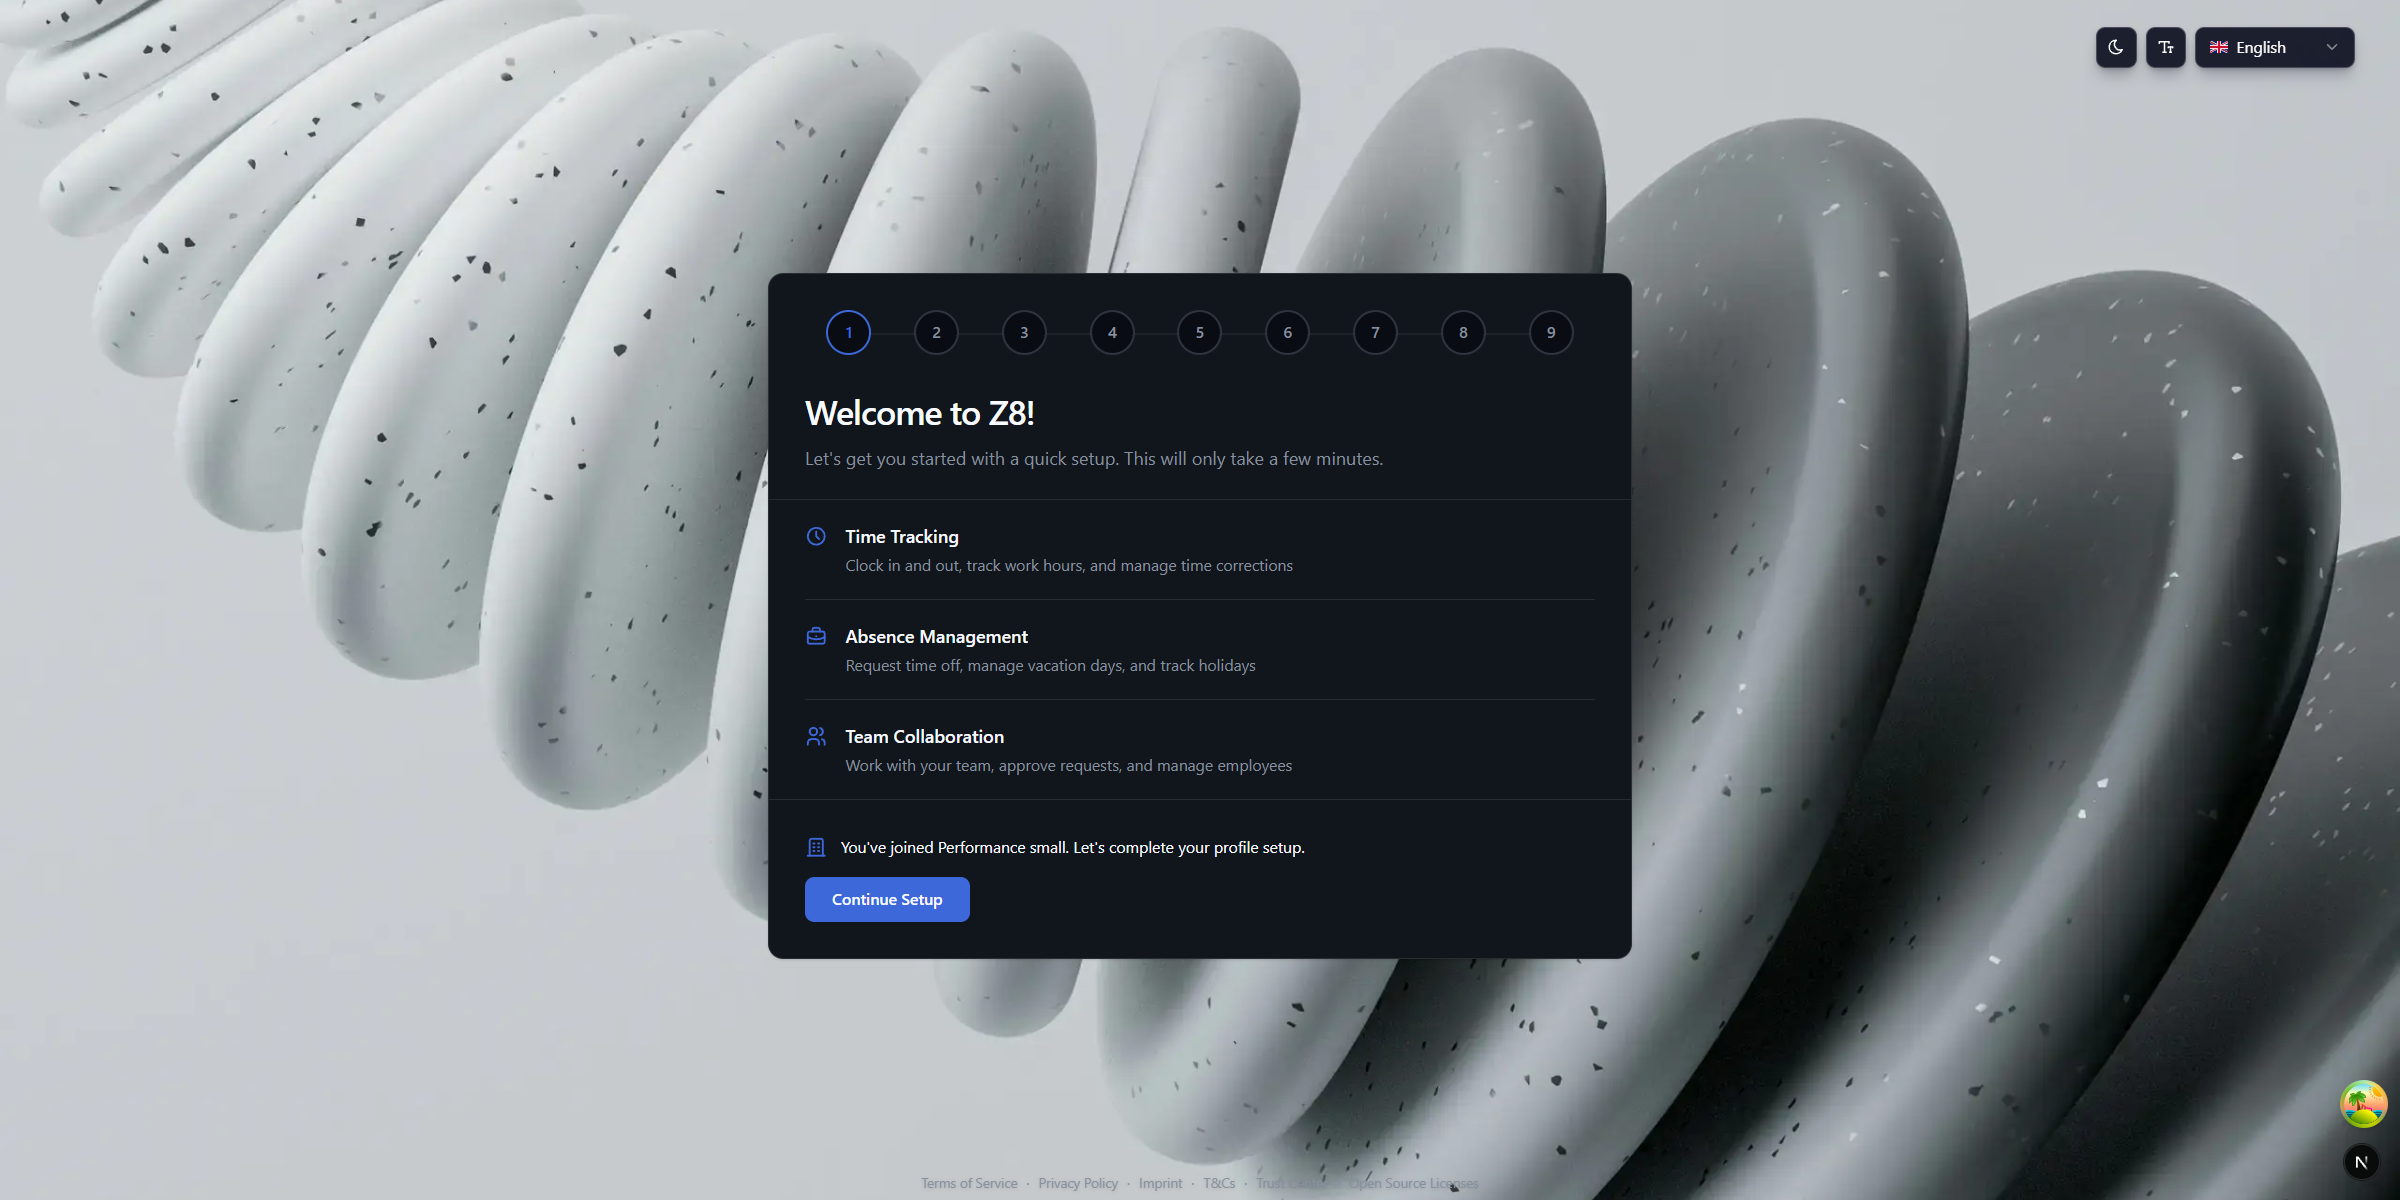 English
1 2 3 4 5 6 7 8 9
Welcome to Z8!
Let's get you started with a quick setup. This will only take a few minutes.
Time Tracking
Clock in and out, track work hours, and manage time corrections
Absence Management
Request time off, manage vacation days, and track holidays
Team Collaboration
Work with your team, approve requests, and manage employees
You've joined Performance small. Let's complete your profile setup.
Continue Setup
Terms of Service · Privacy Policy · Imprint · T&Cs · Trust · Open Source Licenses
N